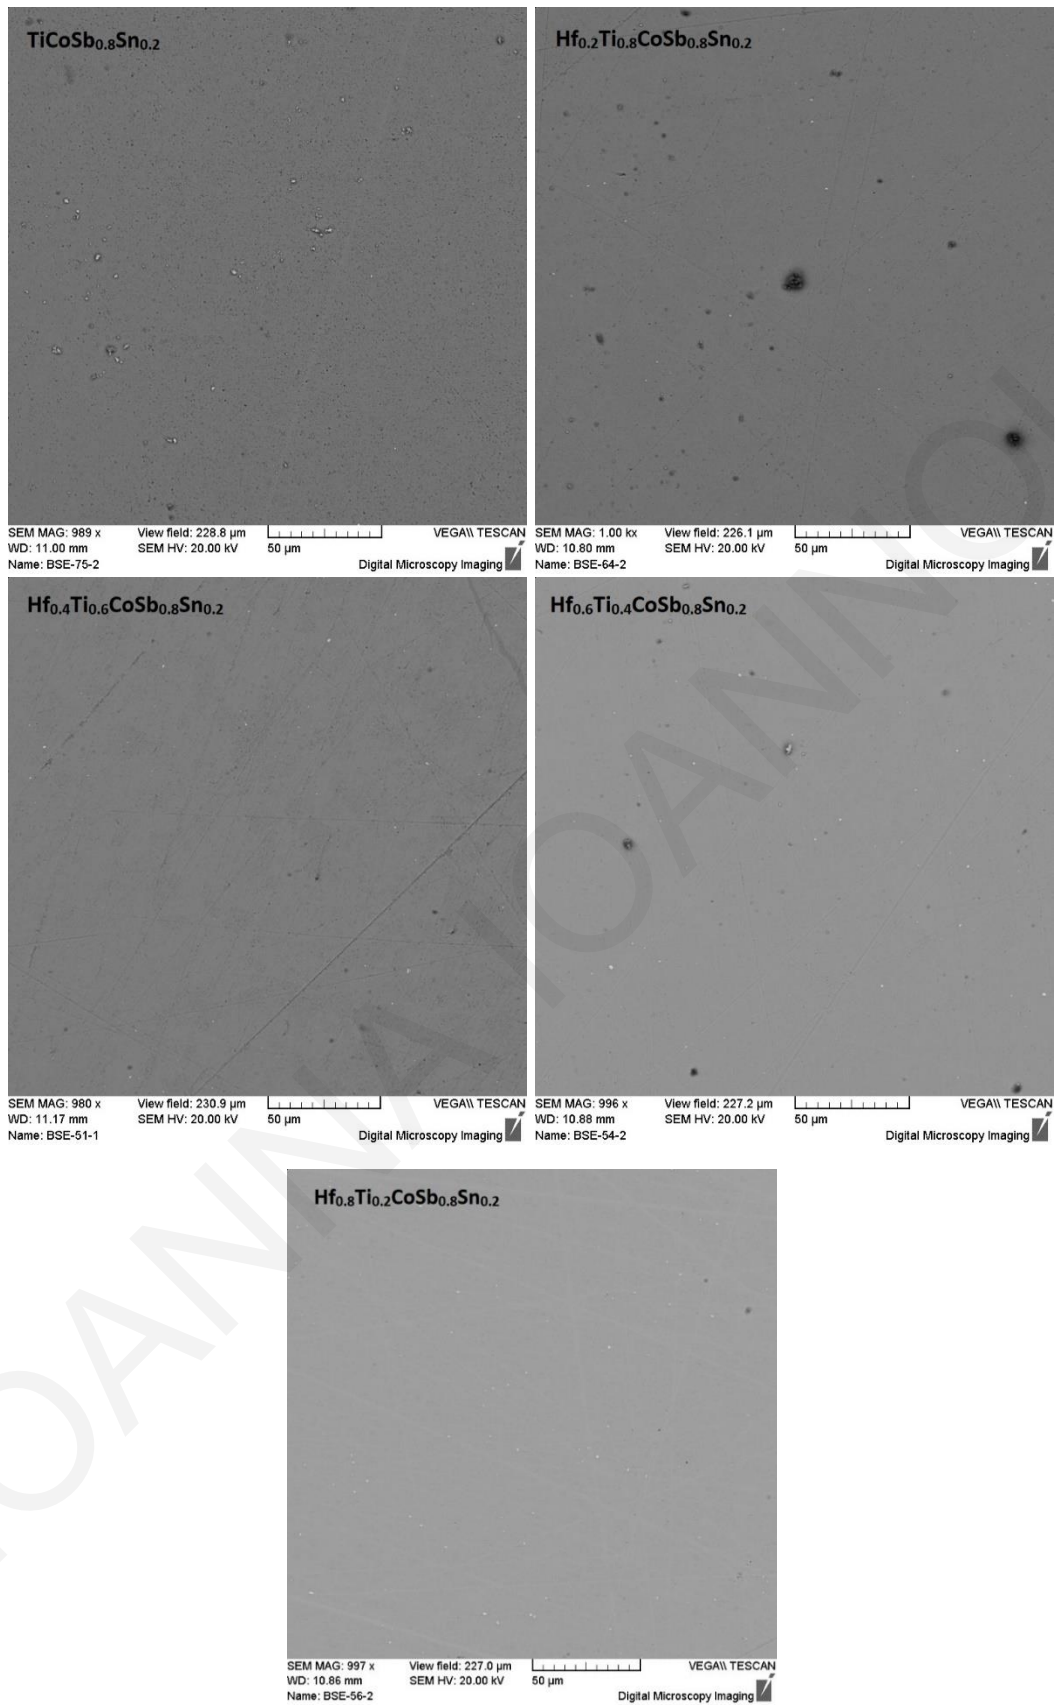 TiCoSb₀.₈Sn₀.₂
SEM MAG: 989 x View field: 228.8 µm VEGA\\ TESCAN
WD: 11.00 mm SEM HV: 20.00 kV 50 µm
Name: BSE-75-2 Digital Microscopy Imaging
Hf₀.₂Ti₀.₈CoSb₀.₈Sn₀.₂
SEM MAG: 1.00 kx View field: 226.1 µm VEGA\\ TESCAN
WD: 10.80 mm SEM HV: 20.00 kV 50 µm
Name: BSE-64-2 Digital Microscopy Imaging
Hf₀.₄Ti₀.₆CoSb₀.₈Sn₀.₂
SEM MAG: 980 x View field: 230.9 µm VEGA\\ TESCAN
WD: 11.17 mm SEM HV: 20.00 kV 50 µm
Name: BSE-51-1 Digital Microscopy Imaging
Hf₀.₆Ti₀.₄CoSb₀.₈Sn₀.₂
SEM MAG: 996 x View field: 227.2 µm VEGA\\ TESCAN
WD: 10.88 mm SEM HV: 20.00 kV 50 µm
Name: BSE-54-2 Digital Microscopy Imaging
Hf₀.₈Ti₀.₂CoSb₀.₈Sn₀.₂
SEM MAG: 997 x View field: 227.0 µm VEGA\\ TESCAN
WD: 10.86 mm SEM HV: 20.00 kV 50 µm
Name: BSE-56-2 Digital Microscopy Imaging